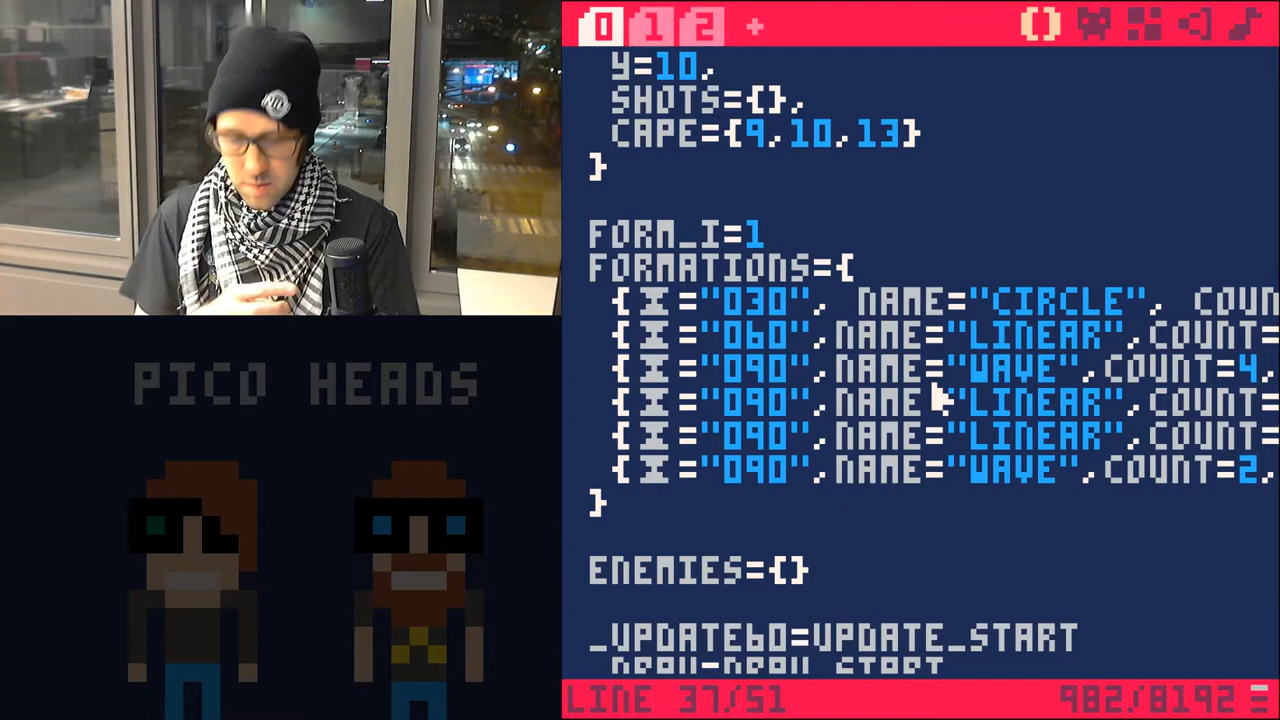 0 1 2 +
Y=10,
SHOTS={},
CAPE={9,10,13}
}
FORM_I=1
FORMATIONS={
{I="030", NAME="CIRCLE", COUN
{I="060",NAME="LINEAR",COUNT=
{I="090",NAME="WAVE",COUNT=4,
{I="090",NAME="LINEAR",COUNT=
{I="090",NAME="LINEAR",COUNT=
{I="090",NAME="WAVE",COUNT=2,
}
ENEMIES={}
_UPDATE60=UPDATE_START
_DRAW=DRAW_START
LINE 37/51
982/8192
PICO HEADS